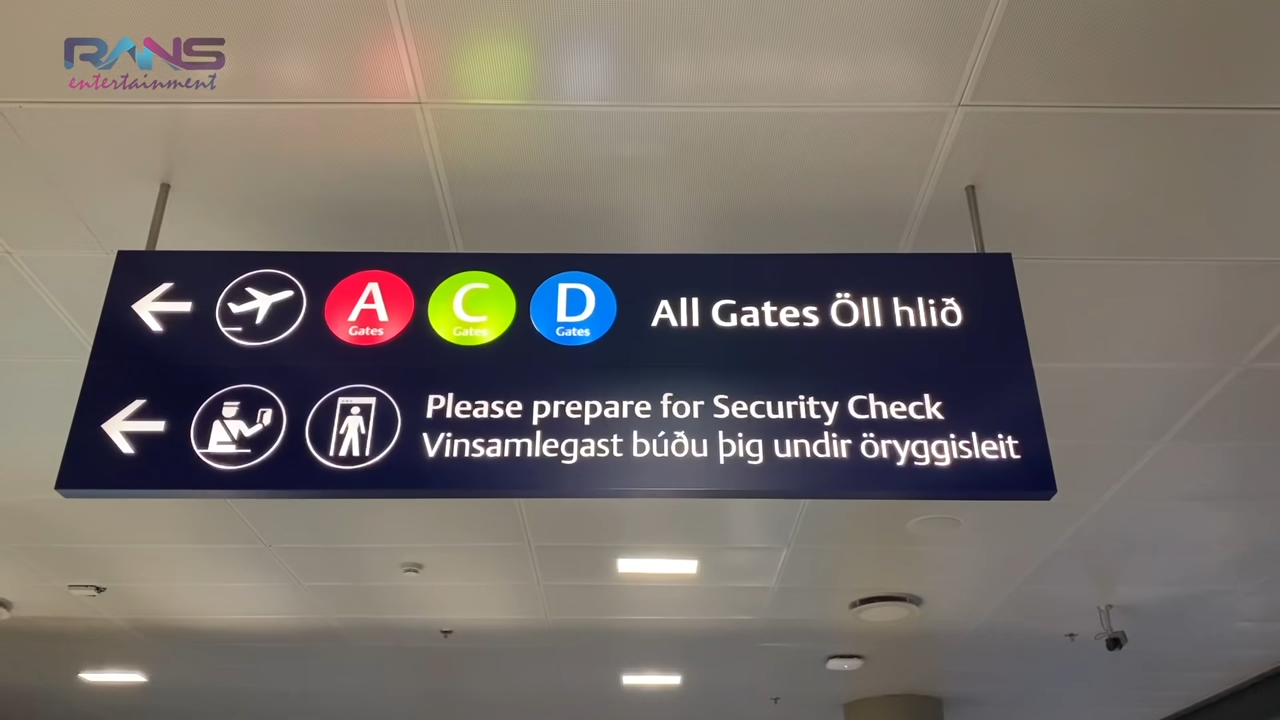 RANS
entertainment
A Gates C Gates D Gates All Gates Öll hlið
Please prepare for Security Check
Vinsamlegast búðu þig undir öryggisleit